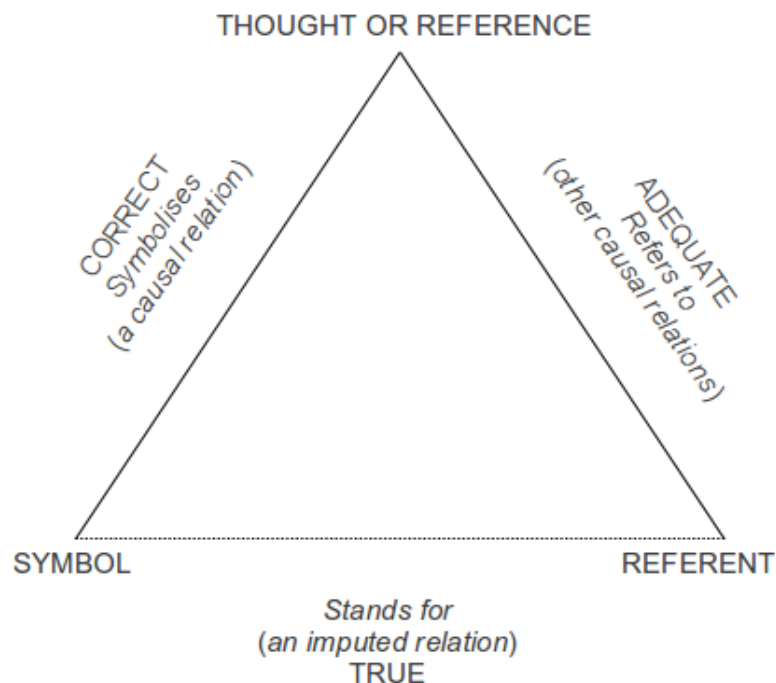 THOUGHT OR REFERENCE
CORRECT
Symbolises
(a causal relation)
ADEQUATE
Refers to
(other causal relations)
SYMBOL
REFERENT
Stands for
(an imputed relation)
TRUE